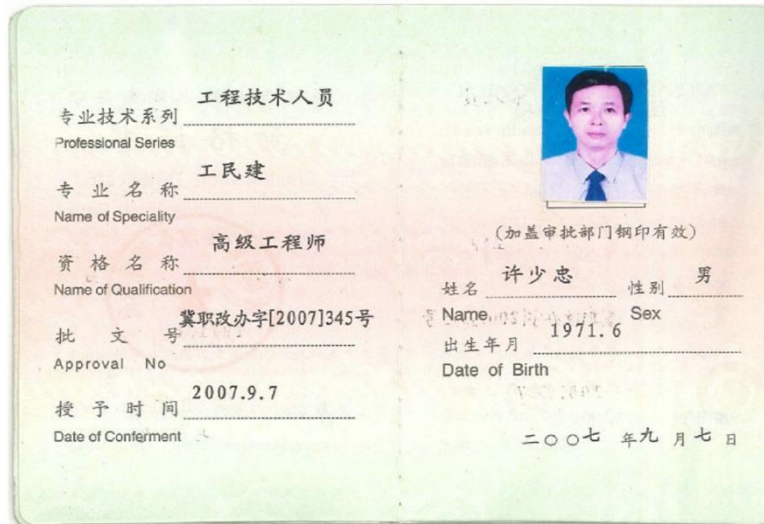 专业技术系列 工程技术人员
Professional Series
专业名称 工民建
Name of Speciality
资格名称 高级工程师
Name of Qualification
批文号 冀职改办字[2007]345号
Approval No
授予时间 2007.9.7
Date of Conferment
(加盖审批部门钢印有效)
姓名 许少忠 性别 男
Name Sex
出生年月 1971.6
Date of Birth
二〇〇七 年九 月七 日